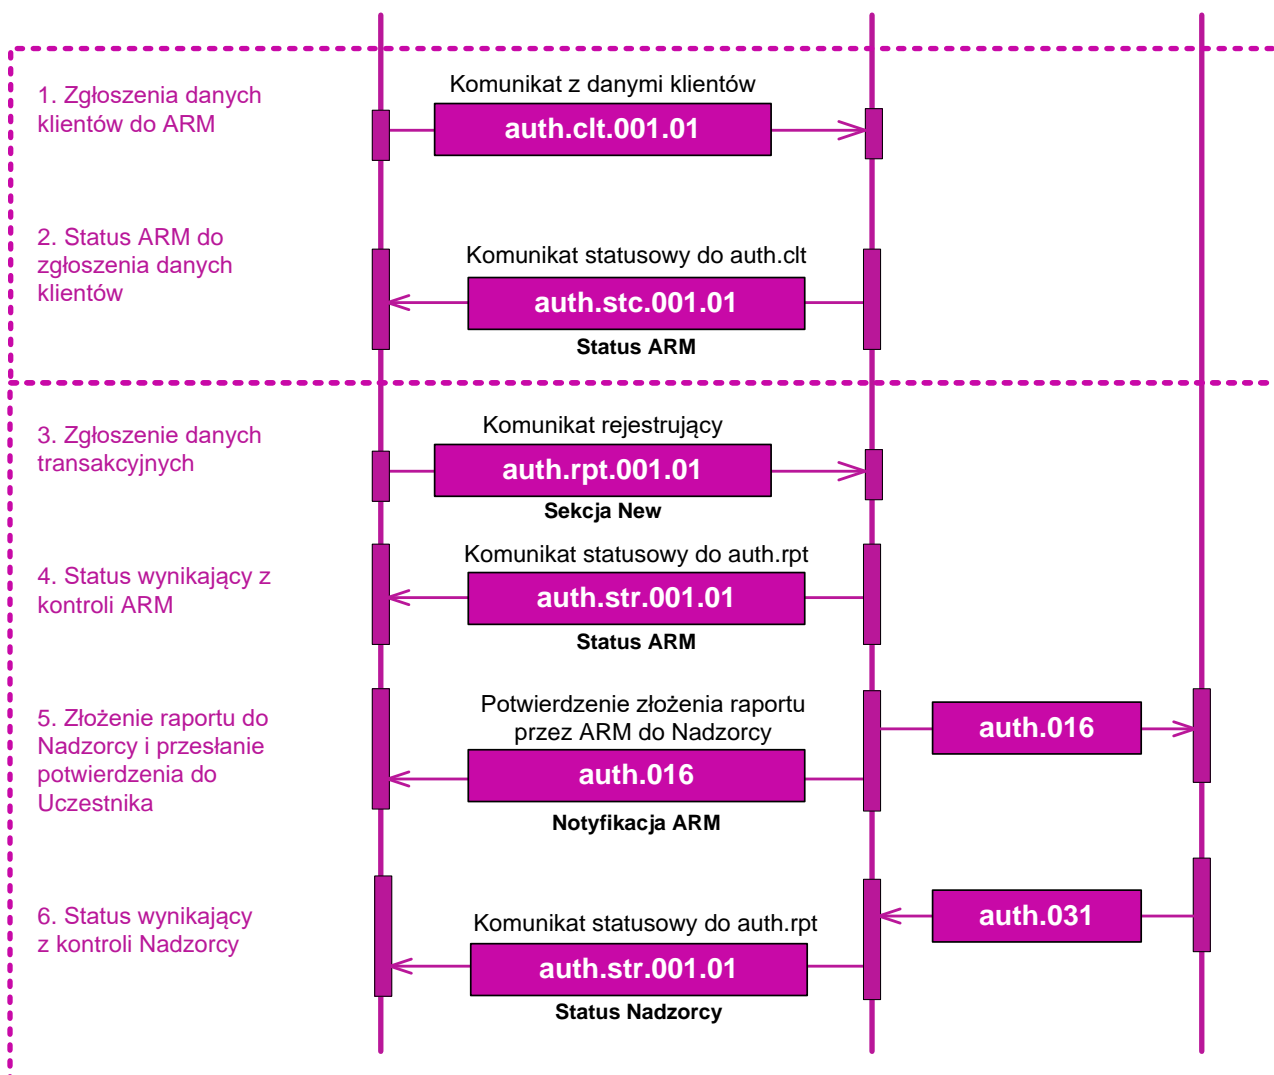 1. Zgłoszenia danych
klientów do ARM
Komunikat z danymi klientów
auth.clt.001.01
2. Status ARM do
zgłoszenia danych
klientów
Komunikat statusowy do auth.clt
auth.stc.001.01
Status ARM
3. Zgłoszenie danych
transakcyjnych
Komunikat rejestrujący
auth.rpt.001.01
Sekcja New
4. Status wynikający z
kontroli ARM
Komunikat statusowy do auth.rpt
auth.str.001.01
Status ARM
5. Złożenie raportu do
Nadzorcy i przesłanie
potwierdzenia do
Uczestnika
Potwierdzenie złożenia raportu
przez ARM do Nadzorcy
auth.016
Notyfikacja ARM
auth.016
6. Status wynikający
z kontroli Nadzorcy
Komunikat statusowy do auth.rpt
auth.str.001.01
Status Nadzorcy
auth.031